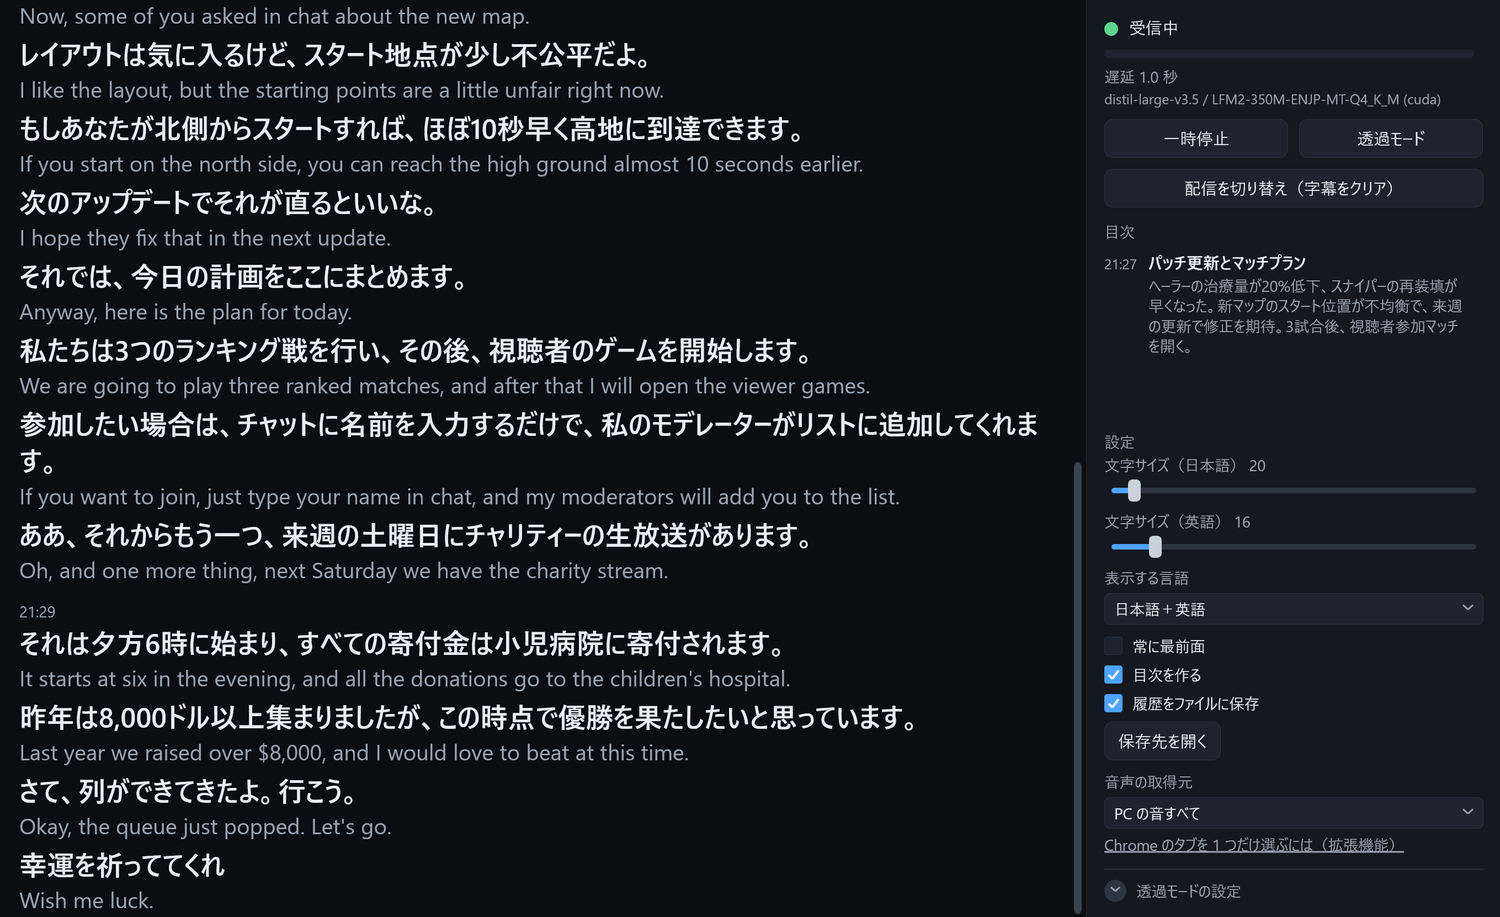 Now, some of you asked in chat about the new map.
レイアウトは気に入るけど、スタート地点が少し不公平だよ。
I like the layout, but the starting points are a little unfair right now.
もしあなたが北側からスタートすれば、ほぼ10秒早く高地に到達できます。
If you start on the north side, you can reach the high ground almost 10 seconds earlier.
次のアップデートでそれが直るといいな。
I hope they fix that in the next update.
それでは、今日の計画をここにまとめます。
Anyway, here is the plan for today.
私たちは3つのランキング戦を行い、その後、視聴者のゲームを開始します。
We are going to play three ranked matches, and after that I will open the viewer games.
参加したい場合は、チャットに名前を入力するだけで、私のモデレーターがリストに追加してくれま
す。
If you want to join, just type your name in chat, and my moderators will add you to the list.
ああ、それからもう一つ、来週の土曜日にチャリティーの生放送があります。
Oh, and one more thing, next Saturday we have the charity stream.
21:29
それは夕方6時に始まり、すべての寄付金は小児病院に寄付されます。
It starts at six in the evening, and all the donations go to the children's hospital.
昨年は8,000ドル以上集まりましたが、この時点で優勝を果たしたいと思っています。
Last year we raised over $8,000, and I would love to beat at this time.
さて、列ができてきたよ。行こう。
Okay, the queue just popped. Let's go.
幸運を祈っててくれ
Wish me luck.
受信中
遅延 1.0 秒
distil-large-v3.5 / LFM2-350M-ENJP-MT-Q4_K_M (cuda)
一時停止
透過モード
配信を切り替え（字幕をクリア）
目次
21:27 パッチ更新とマッチプラン
ヘーラーの治療量が20%低下、スナイパーの再装填が
早くなった。新マップのスタート位置が不均衡で、来週
の更新で修正を期待。3試合後、視聴者参加マッチ
を開く。
設定
文字サイズ（日本語） 20
文字サイズ（英語） 16
表示する言語
日本語＋英語
常に最前面
目次を作る
履歴をファイルに保存
保存先を開く
音声の取得元
PC の音すべて
Chrome のタブを 1 つだけ選ぶには（拡張機能）
透過モードの設定